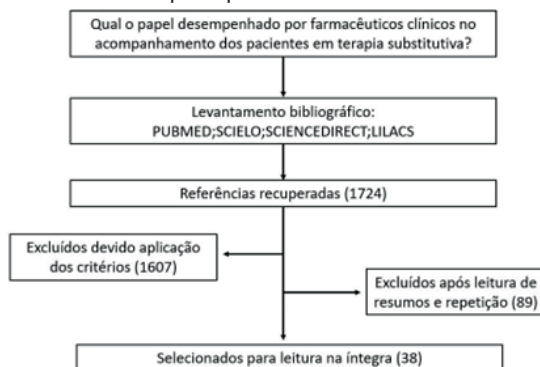 Qual o papel desempenhado por farmacêuticos clínicos no
acompanhamento dos pacientes em terapia substitutiva?
Levantamento bibliográfico:
PUBMED;SCIELO;SCIENCEDIRECT;LILACS
Referências recuperadas (1724)
Excluídos devido aplicação
dos critérios (1607)
Excluídos após leitura de
resumos e repetição (89)
Selecionados para leitura na íntegra (38)